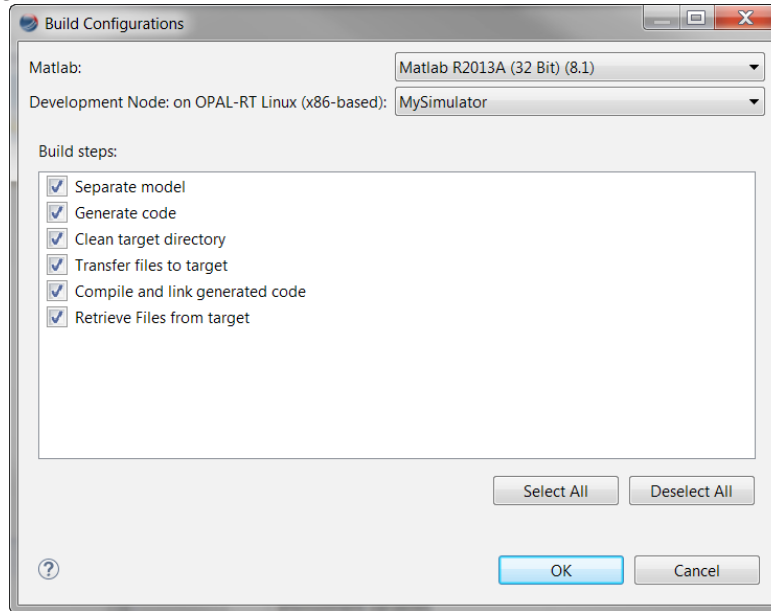 Build Configurations
Matlab: Matlab R2013A (32 Bit) (8.1)
Development Node: on OPAL-RT Linux (x86-based): MySimulator
Build steps:
Separate model
Generate code
Clean target directory
Transfer files to target
Compile and link generated code
Retrieve Files from target
Select All Deselect All
? OK Cancel